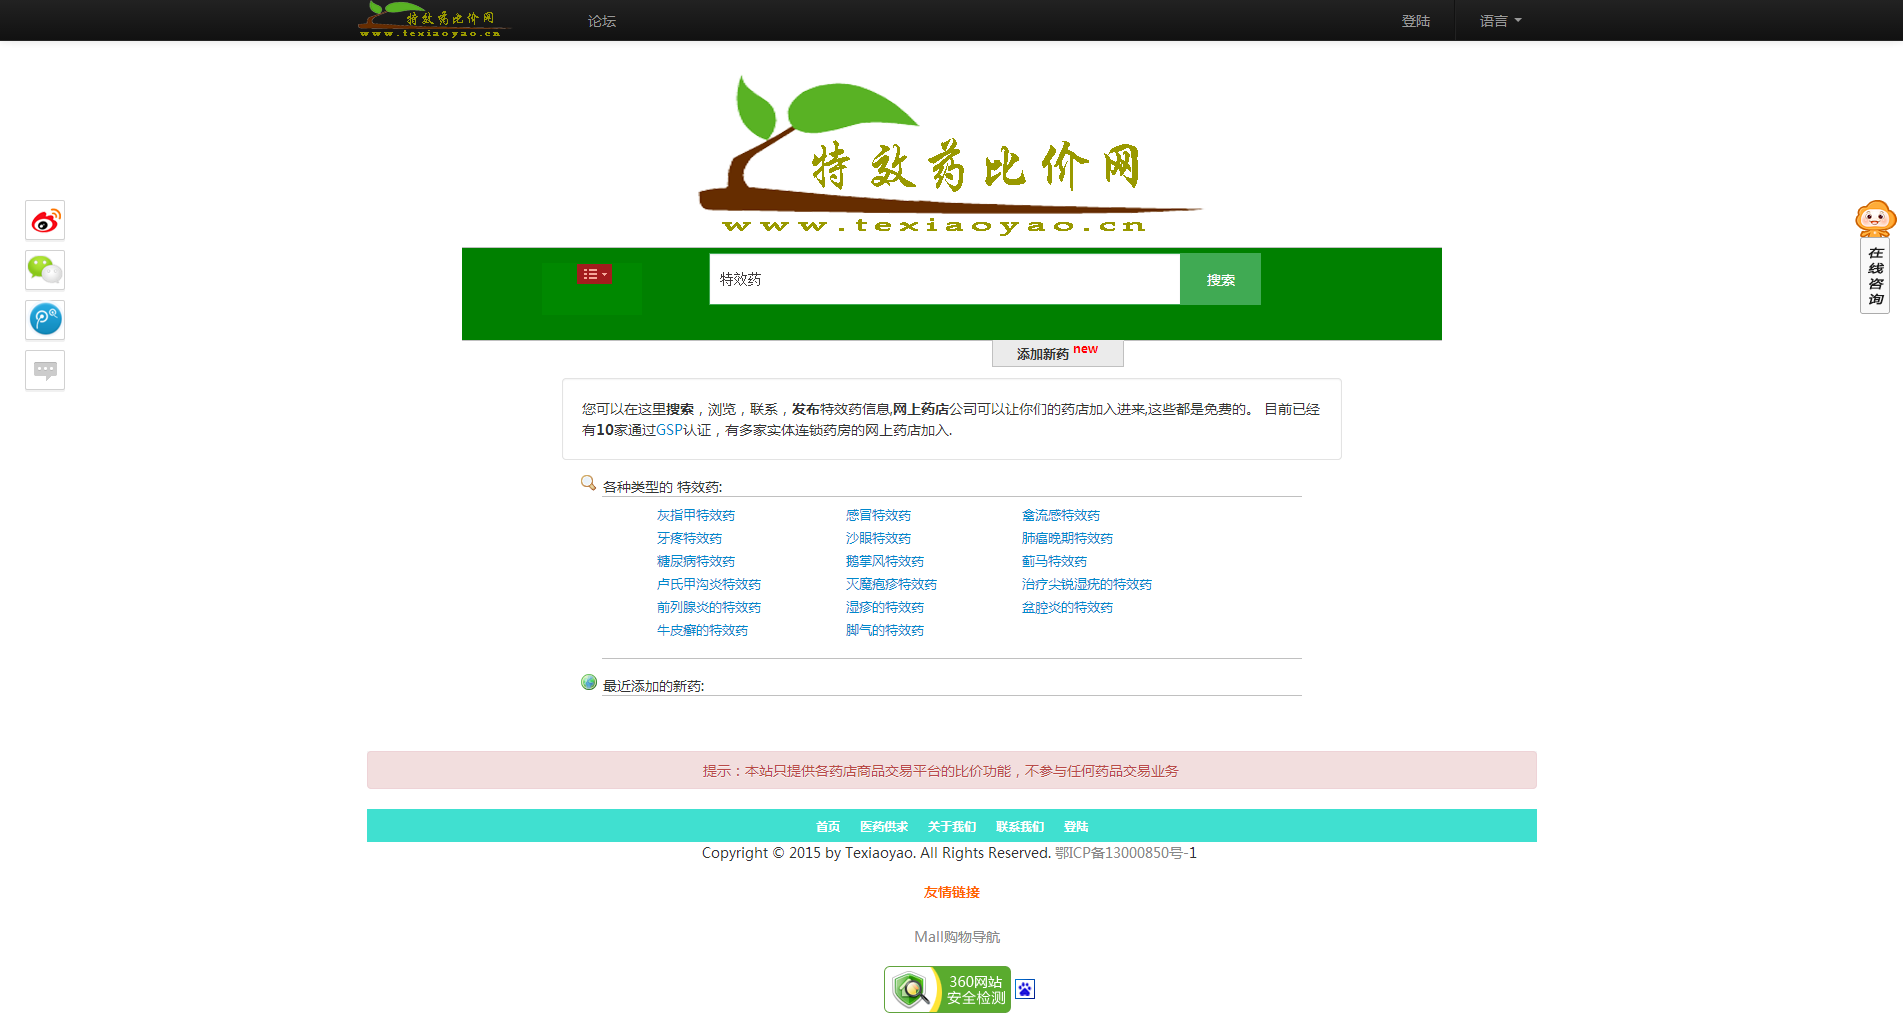 特效药比价网
www.texiaoyao.cn
论坛
登陆
语言
特效药比价网
www.texiaoyao.cn
特效药
搜索
在线咨询
添加新药 new
您可以在这里搜索，浏览，联系，发布特效药信息,网上药店公司可以让你们的药店加入进来,这些都是免费的。 目前已经
有10家通过GSP认证，有多家实体连锁药房的网上药店加入.
各种类型的 特效药:
灰指甲特效药 感冒特效药 禽流感特效药
牙疼特效药 沙眼特效药 肺癌晚期特效药
糖尿病特效药 鹅掌风特效药 蓟马特效药
卢氏甲沟炎特效药 灭魔疱疹特效药 治疗尖锐湿疣的特效药
前列腺炎的特效药 湿疹的特效药 盆腔炎的特效药
牛皮癣的特效药 脚气的特效药
最近添加的新药:
提示：本站只提供各药店商品交易平台的比价功能，不参与任何药品交易业务
首页 医药供求 关于我们 联系我们 登陆
Copyright © 2015 by Texiaoyao. All Rights Reserved. 鄂ICP备13000850号-1
友情链接
Mall购物导航
360网站
安全检测